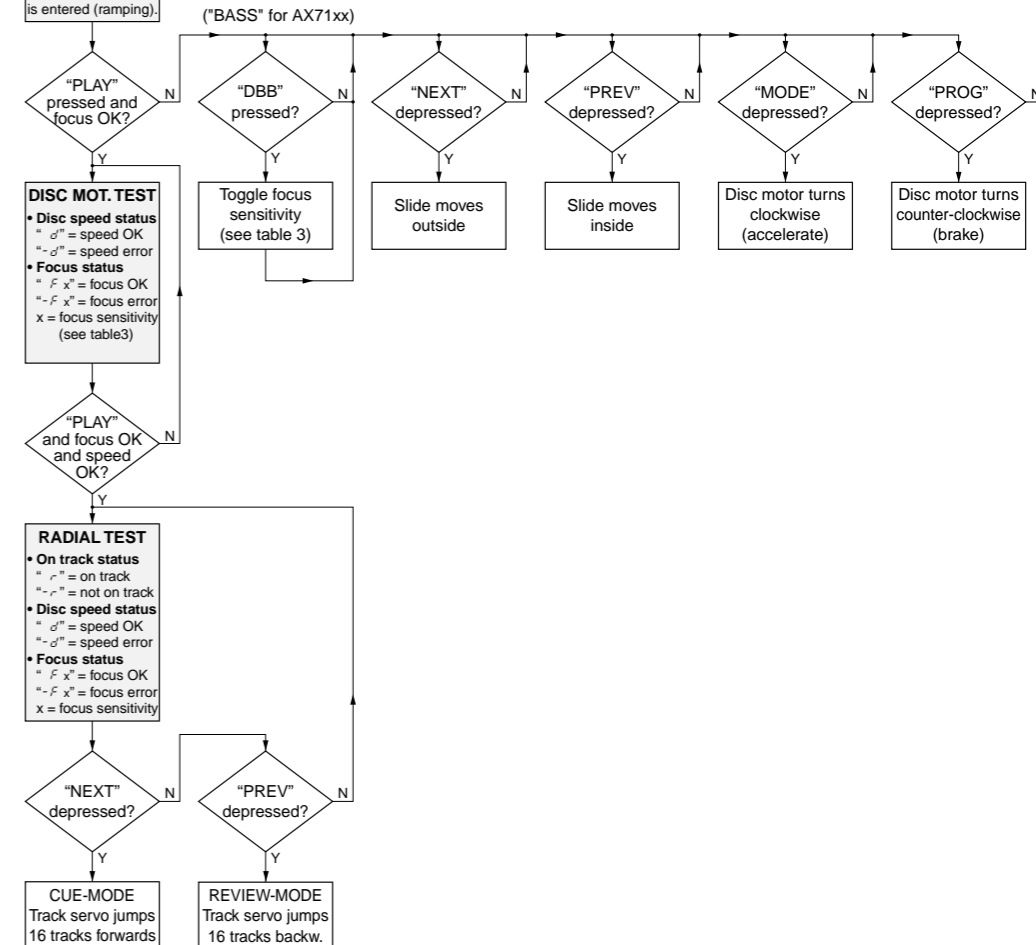 is entered (ramping).
("BASS" for AX71xx)
“PLAY”
pressed and
focus OK?
N
Y
“DBB”
pressed?
N
Y
“NEXT”
depressed?
N
Y
“PREV”
depressed?
N
Y
“MODE”
depressed?
N
Y
“PROG”
depressed?
N
Y
DISC MOT. TEST
• Disc speed status
“ d” = speed OK
“-d” = speed error
• Focus status
“ F x” = focus OK
“-F x” = focus error
x = focus sensitivity
(see table3)
Toggle focus
sensitivity
(see table 3)
Slide moves
outside
Slide moves
inside
Disc motor turns
clockwise
(accelerate)
Disc motor turns
counter-clockwise
(brake)
“PLAY”
and focus OK
and speed
OK?
N
Y
RADIAL TEST
• On track status
“ r” = on track
“-r” = not on track
• Disc speed status
“ d” = speed OK
“-d” = speed error
• Focus status
“ F x” = focus OK
“-F x” = focus error
x = focus sensitivity
“NEXT”
depressed?
N
Y
“PREV”
depressed?
N
Y
CUE-MODE
Track servo jumps
16 tracks forwards
REVIEW-MODE
Track servo jumps
16 tracks backw.